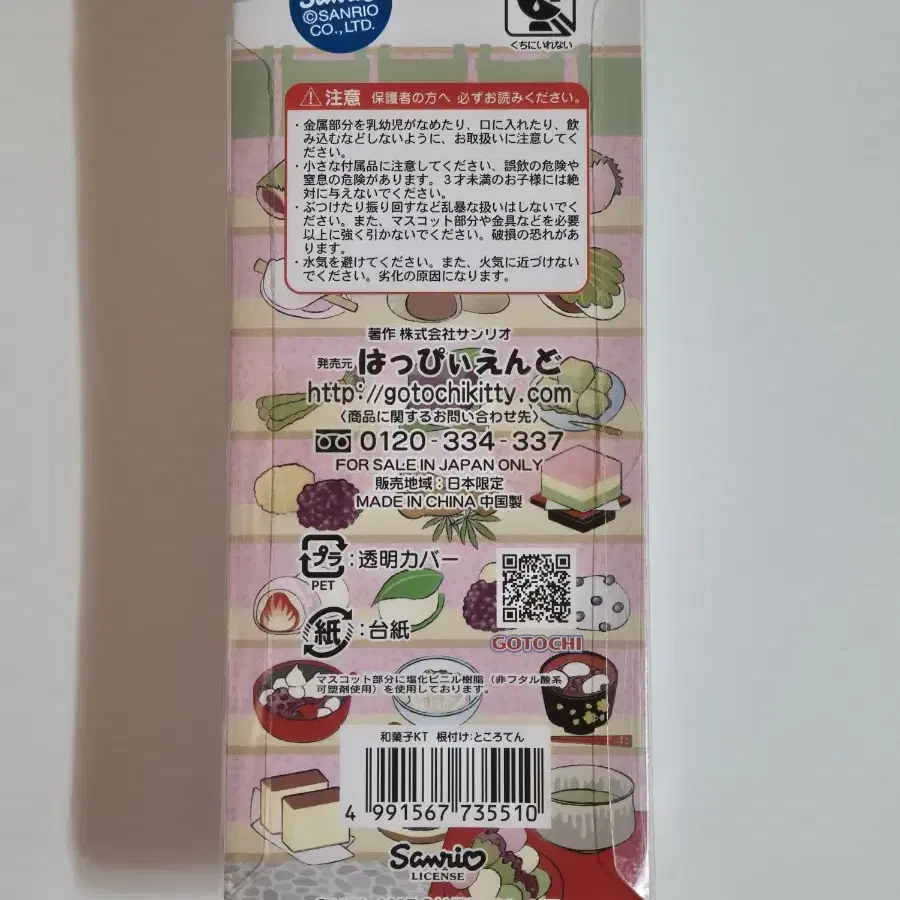 ©SANRIO
CO., LTD.
くちにいれない
注意 保護者の方へ 必ずお読みください。
・金属部分を乳幼児がなめたり、口に入れたり、飲
み込むなどしないように、お取扱いに注意してく
ださい。
・小さな付属品に注意してください、誤飲の危険や
窒息の危険があります。3才未満のお子様には絶
対に与えないでください。
・ぶつけたり振り回すなど乱暴な扱いはしないでく
ださい。また、マスコット部分や金具などを必要
以上に強く引かないでください。破損の恐れがあ
ります。
・水気を避けてください。また、火気に近づけない
でください。劣化の原因になります。
著作 株式会社サンリオ
発売元 はっぴぃえんど
http://gotochikitty.com
〈商品に関するお問い合わせ先〉
0120-334-337
FOR SALE IN JAPAN ONLY
販売地域：日本限定
MADE IN CHINA 中国製
プラ：透明カバー
PET
紙：台紙
GOTOCHI
マスコット部分に塩化ビニル樹脂（非フタル酸系
可塑剤使用）を使用しております。
和菓子KT 根付け：ところてん
4 991567 735510
Sanrio
LICENSE